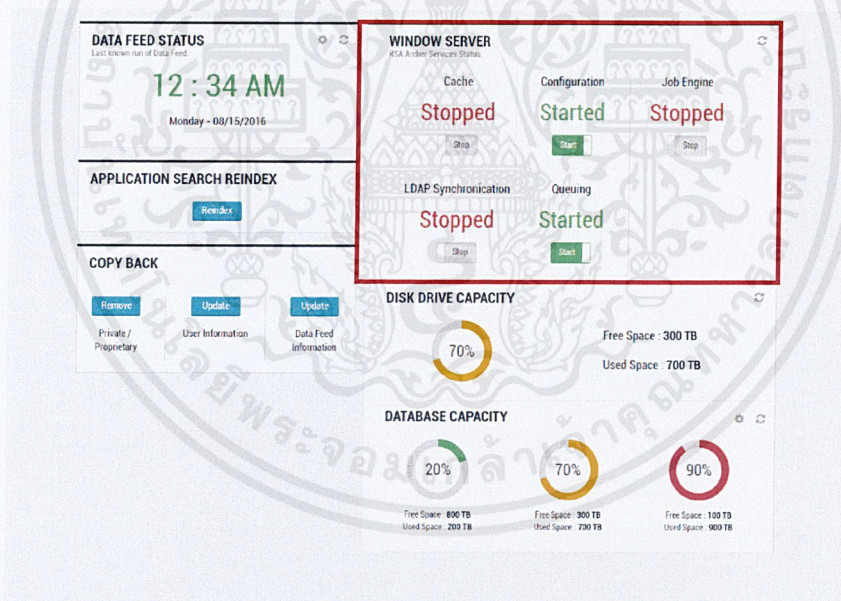 DATA FEED STATUS
Last known run of Data Feed.
12 : 34 AM
Monday - 08/15/2016
APPLICATION SEARCH REINDEX
Reindex
COPY BACK
Remove
Update
Update
Private /
Proprietary
User Information
Data Feed
Information
WINDOW SERVER
RSA Archer Services Status.
Cache
Configuration
Job Engine
Stopped
Started
Stopped
Stop
Start
Stop
LDAP Synchronication
Queuing
Stopped
Started
Stop
Start
DISK DRIVE CAPACITY
70%
Free Space : 300 TB
Used Space : 700 TB
DATABASE CAPACITY
20%
70%
90%
Free Space : 800 TB
Used Space : 200 TB
Free Space : 300 TB
Used Space : 700 TB
Free Space : 100 TB
Used Space : 900 TB